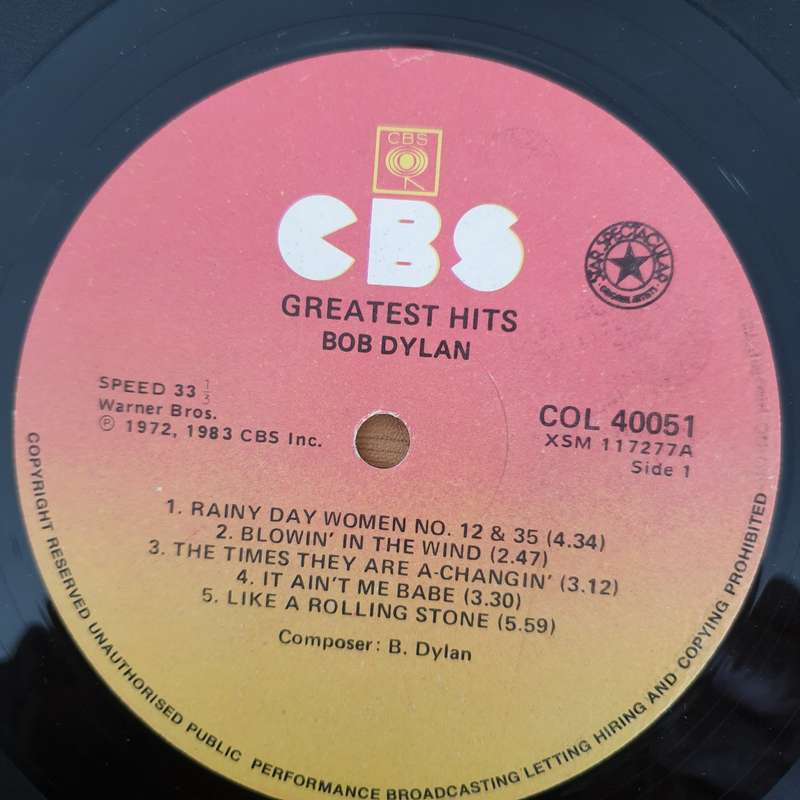 CBS
CBS
GREATEST HITS
BOB DYLAN
STAR SPECTACULAR
ORIGINAL ARTISTS
SPEED 33 1/3
Warner Bros.
℗ 1972, 1983 CBS Inc.
COL 40051
XSM 117277A
Side 1
1. RAINY DAY WOMEN NO. 12 & 35 (4.34)
2. BLOWIN' IN THE WIND (2.47)
3. THE TIMES THEY ARE A-CHANGIN' (3.12)
4. IT AIN'T ME BABE (3.30)
5. LIKE A ROLLING STONE (5.59)
Composer: B. Dylan
COPYRIGHT RESERVED UNAUTHORISED PUBLIC PERFORMANCE BROADCASTING LETTING HIRING AND COPYING PROHIBITED